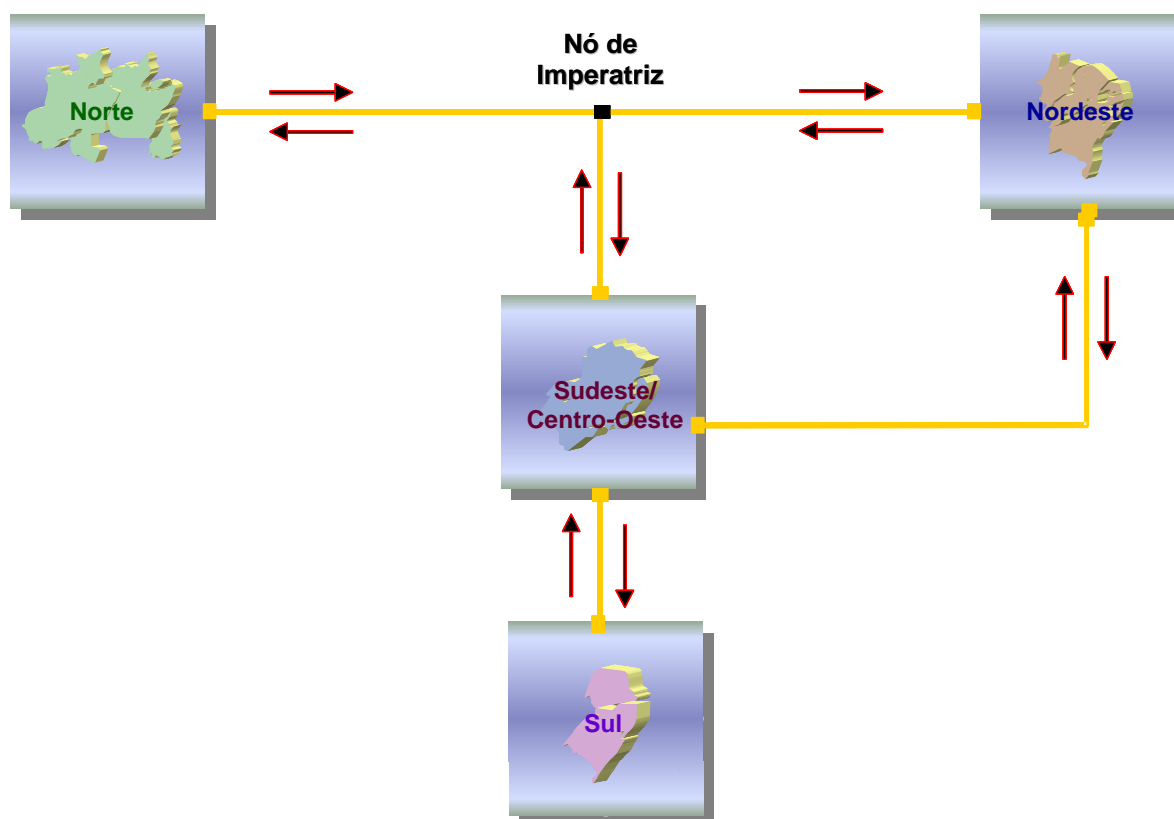 Nó de
Imperatriz
Norte
Nordeste
Sudeste/
Centro-Oeste
Sul